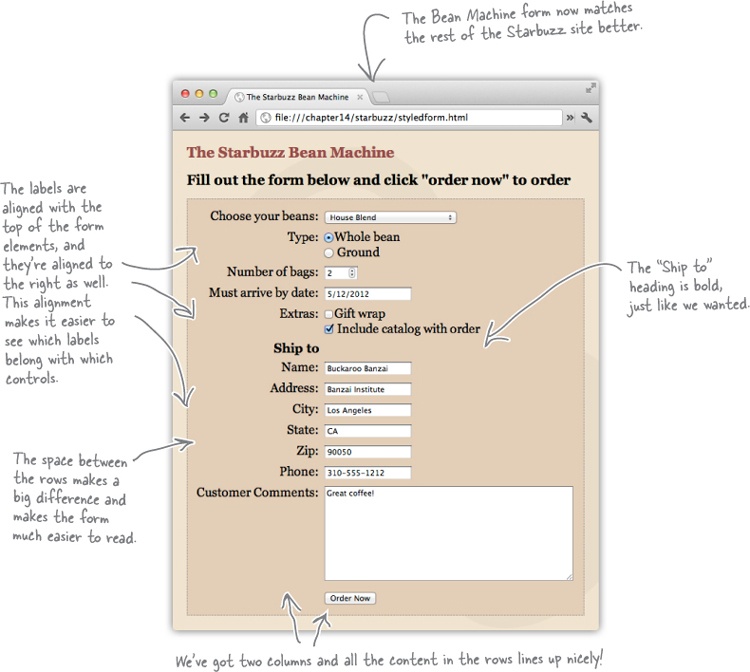 The Bean Machine form now matches
the rest of the Starbuzz site better.
The Starbuzz Bean Machine
file:///chapter14/starbuzz/styledform.html
The Starbuzz Bean Machine
Fill out the form below and click "order now" to order
The labels are
aligned with the
top of the form
elements, and
they're aligned to
the right as well.
This alignment
makes it easier to
see which labels
belong with which
controls.
Choose your beans: House Blend
Type: Whole bean
Ground
Number of bags: 2
Must arrive by date: 5/12/2012
Extras: Gift wrap
Include catalog with order
The “Ship to”
heading is bold,
just like we wanted.
Ship to
Name: Buckaroo Banzai
Address: Banzai Institute
City: Los Angeles
State: CA
Zip: 90050
Phone: 310-555-1212
The space between
the rows makes a
big difference and
makes the form
much easier to read.
Customer Comments: Great coffee!
Order Now
We've got two columns and all the content in the rows lines up nicely!